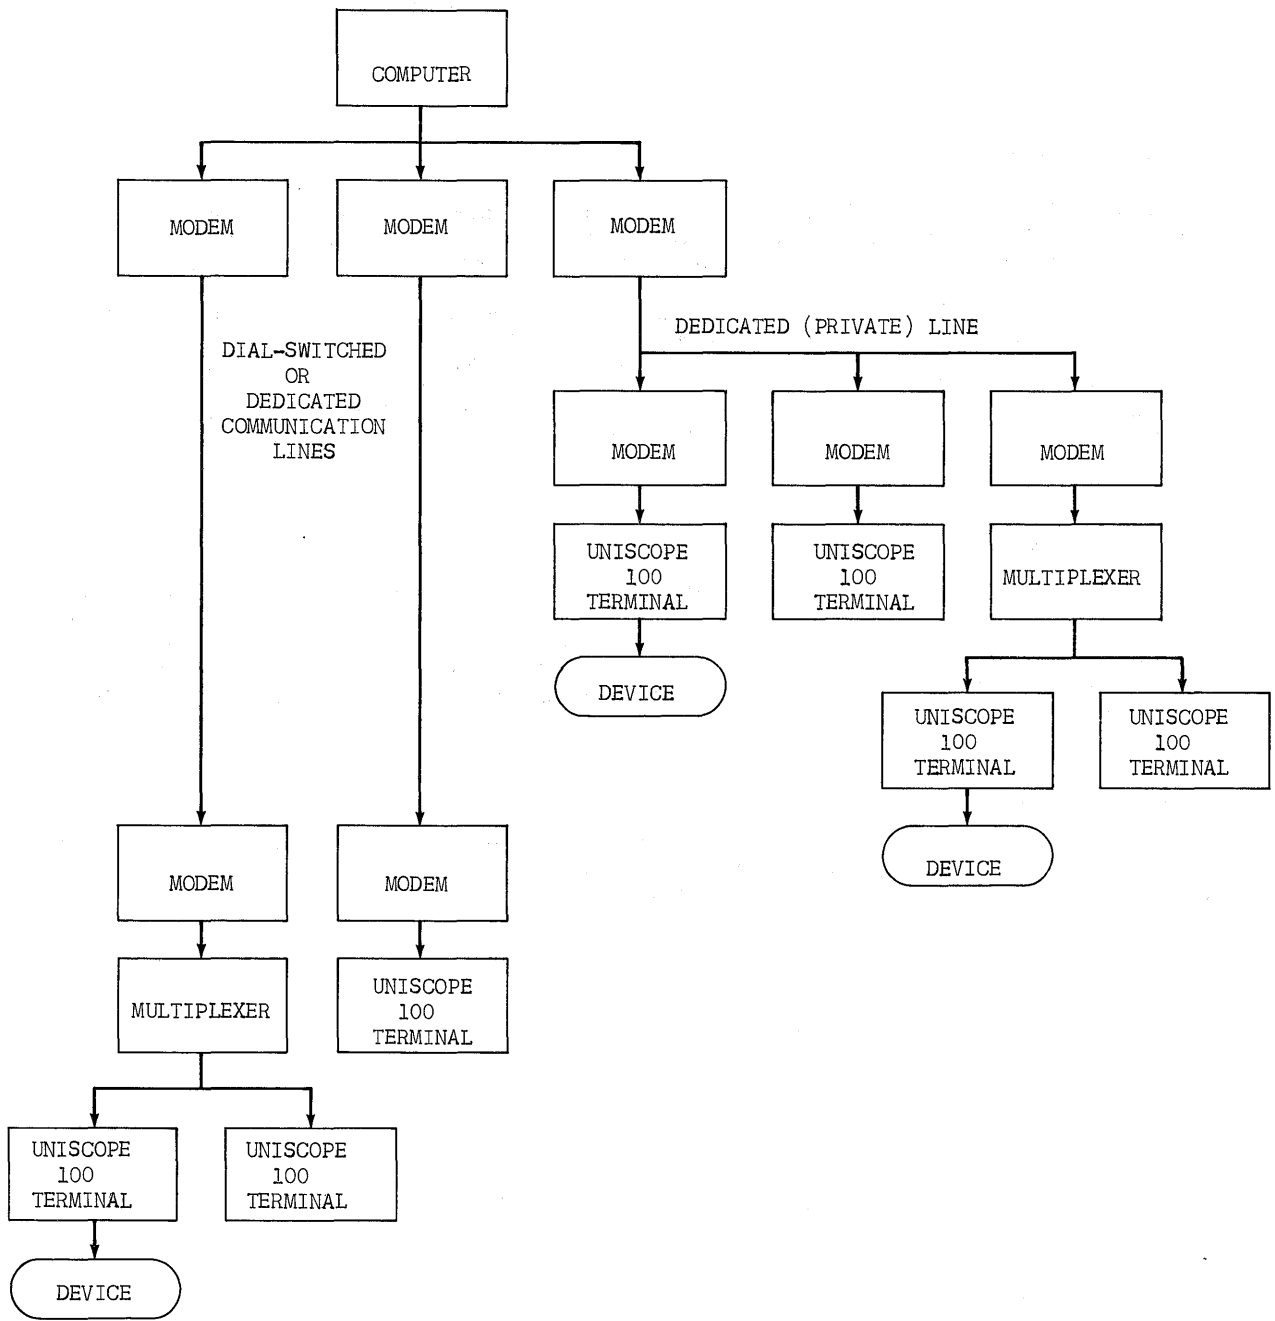 COMPUTER
MODEM
MODEM
MODEM
DEDICATED (PRIVATE) LINE
DIAL-SWITCHED
OR
DEDICATED
COMMUNICATION
LINES
MODEM
MODEM
MODEM
UNISCOPE
100
TERMINAL
UNISCOPE
100
TERMINAL
MULTIPLEXER
DEVICE
UNISCOPE
100
TERMINAL
UNISCOPE
100
TERMINAL
DEVICE
MODEM
MODEM
MULTIPLEXER
UNISCOPE
100
TERMINAL
UNISCOPE
100
TERMINAL
UNISCOPE
100
TERMINAL
DEVICE